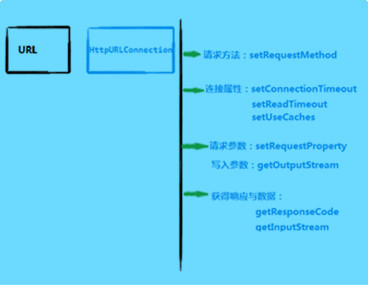 URL
HttpURLConnection
请求方法：setRequestMethod
连接属性：setConnectionTimeout
setReadTimeout
setUseCaches
请求参数：setRequestProperty
写入参数：getOutputStream
获得响应与数据：
getResponseCode
getInputStream